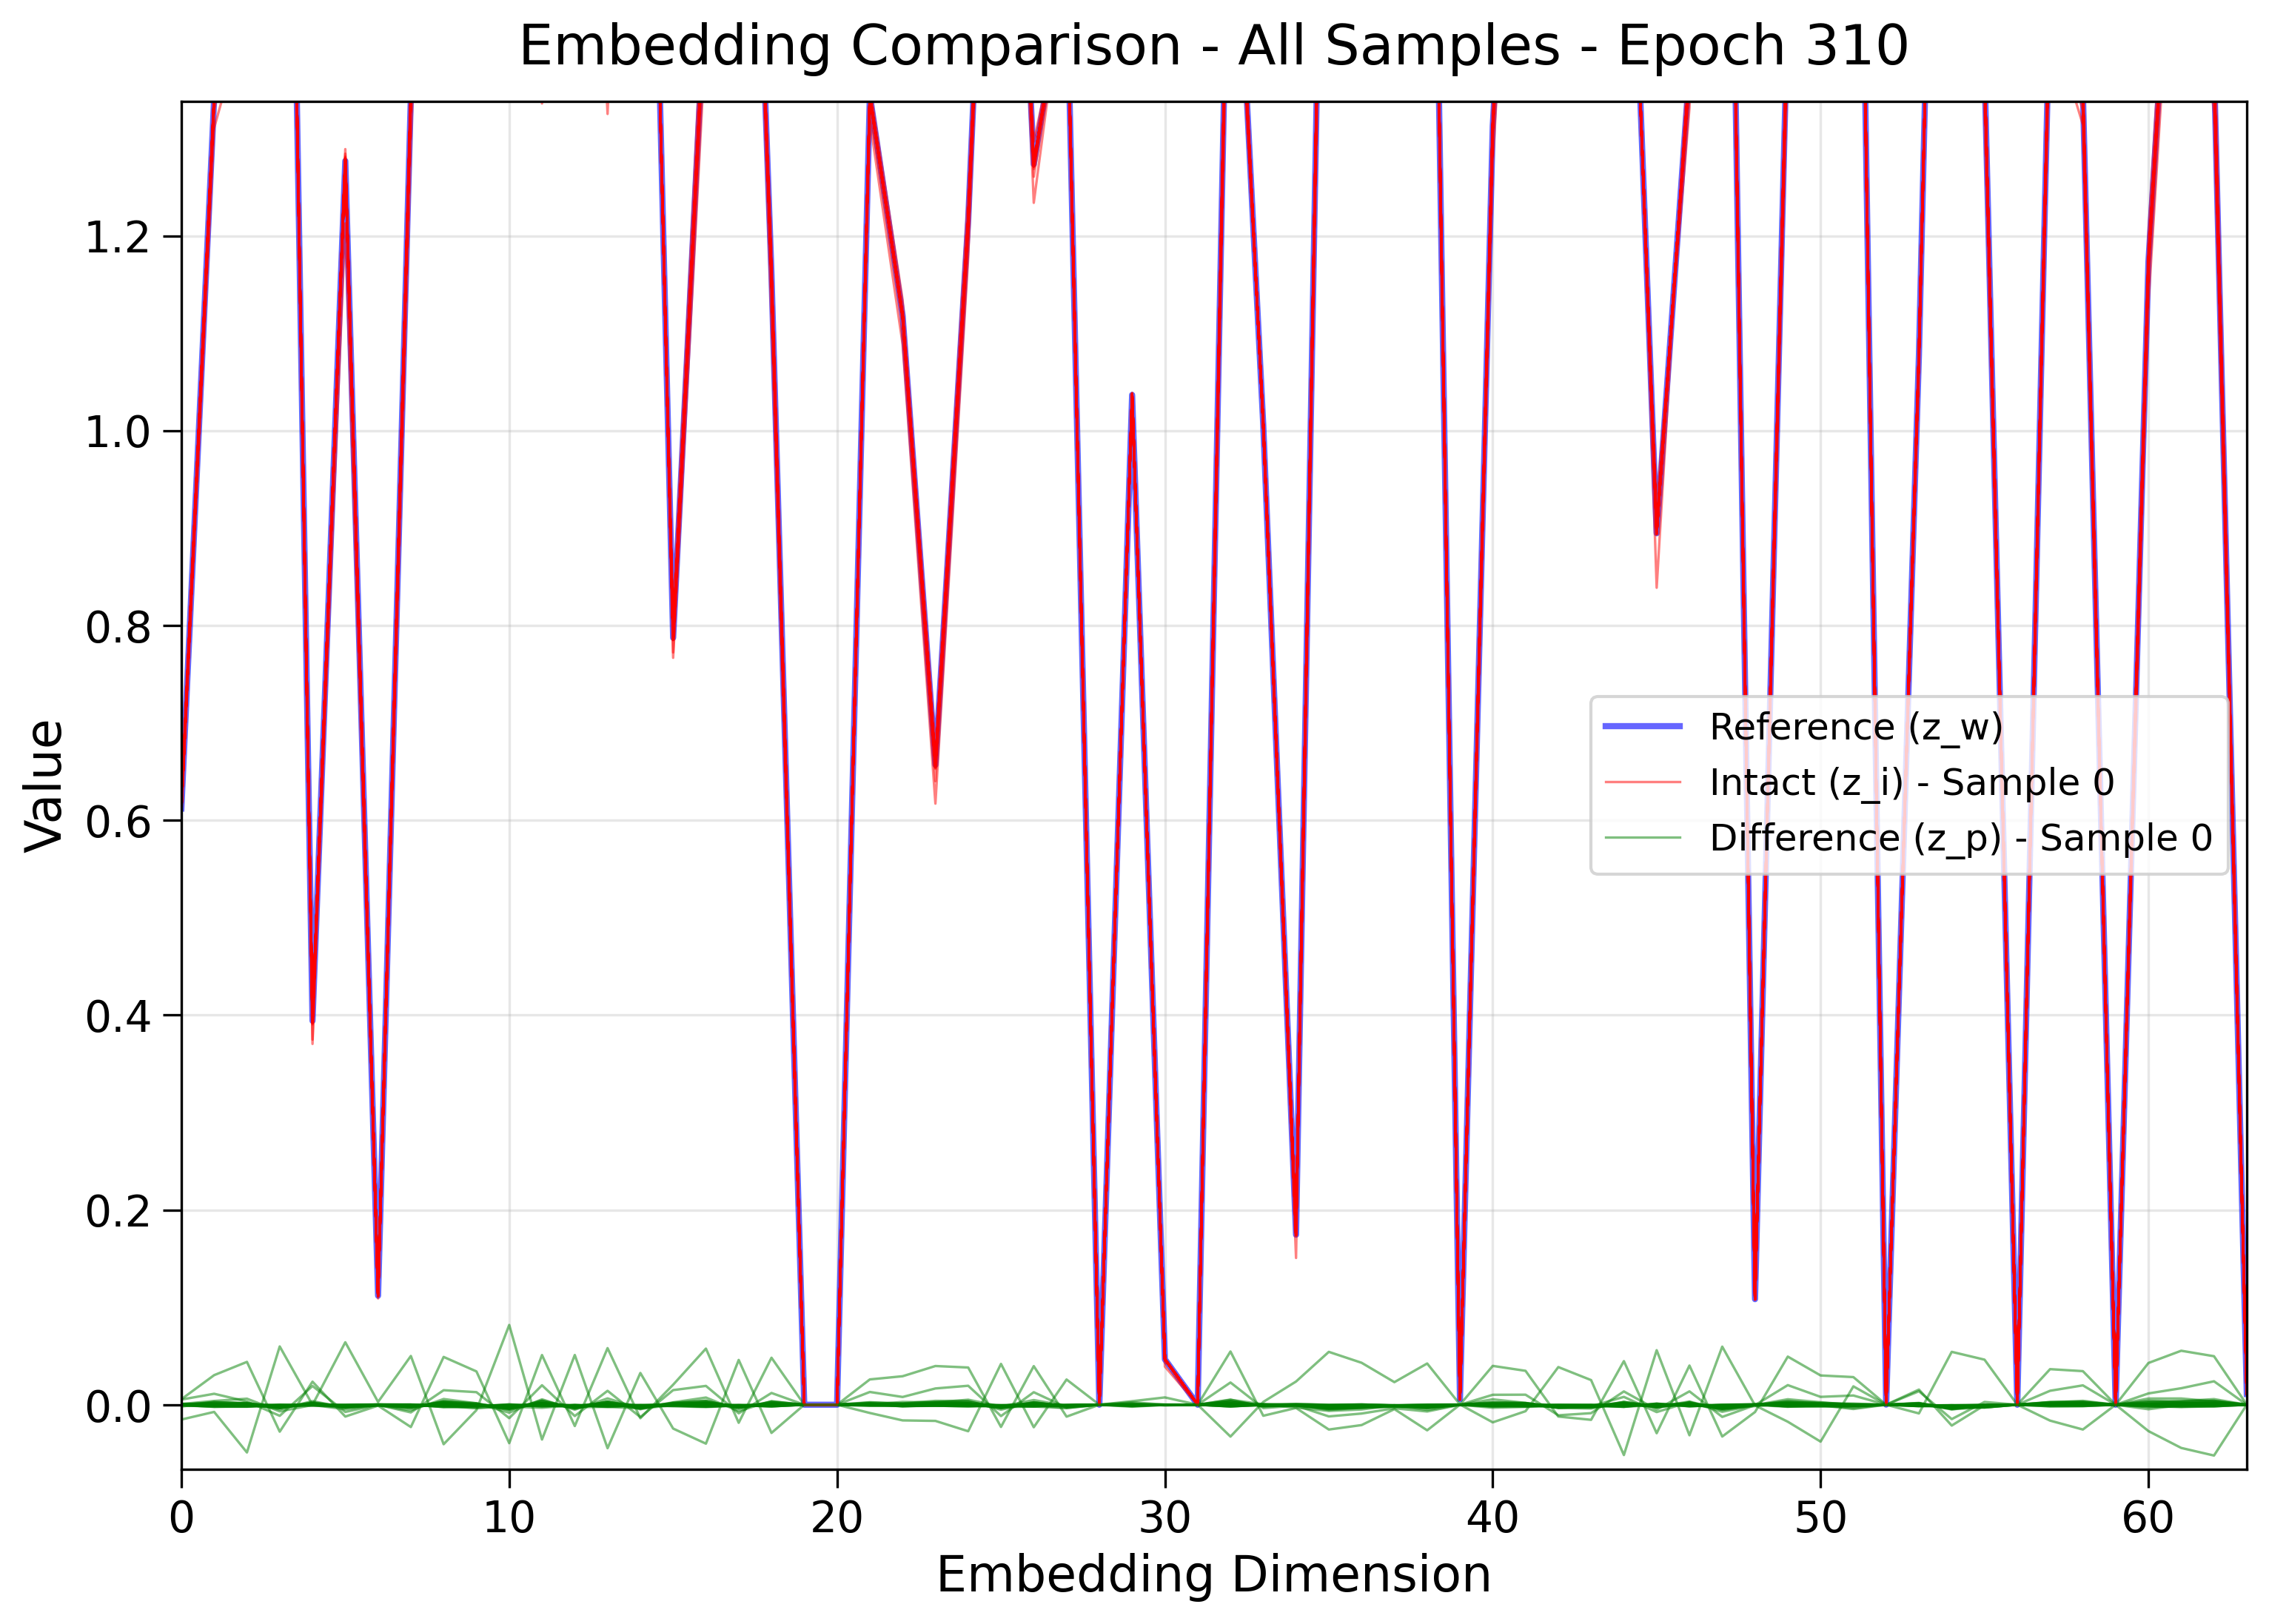 Embedding Comparison - All Samples - Epoch 310
Value
1.2
1.0
0.8
0.6
0.4
0.2
0.0
Reference (z_w)
Intact (z_i) - Sample 0
Difference (z_p) - Sample 0
0 10 20 30 40 50 60
Embedding Dimension